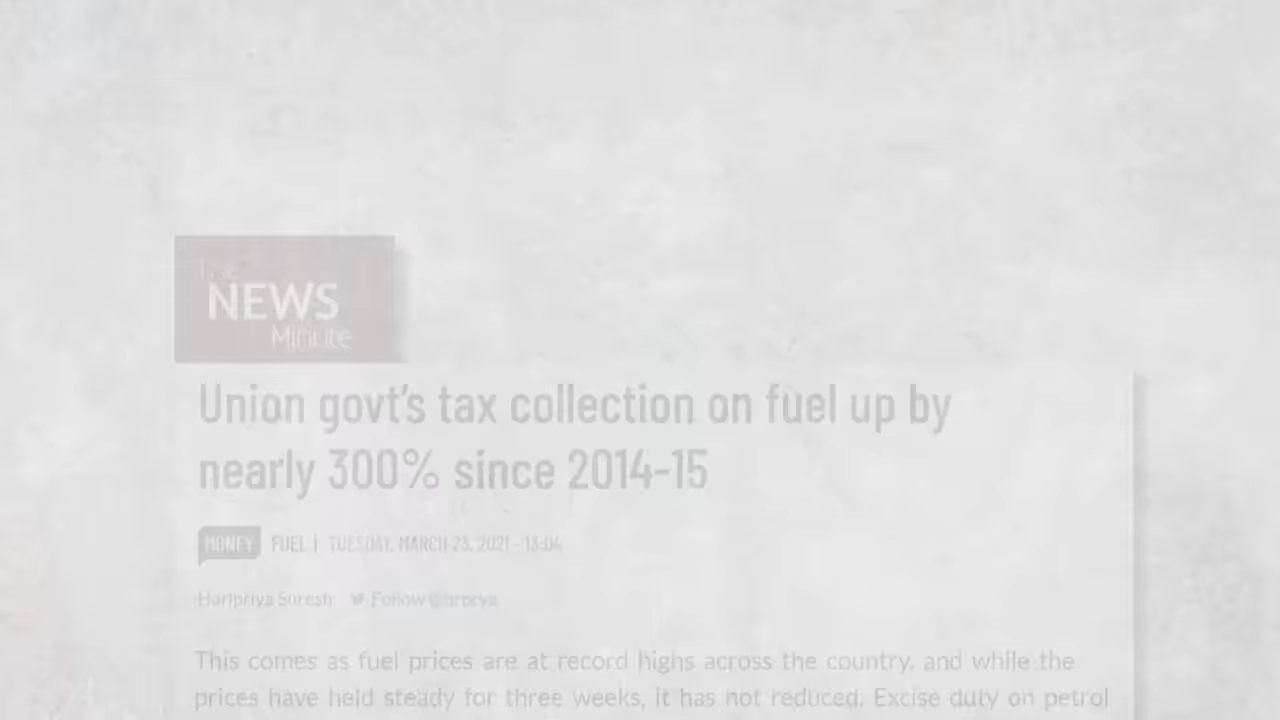 The
NEWS
Minute
Union govt's tax collection on fuel up by
nearly 300% since 2014-15
MONEY FUEL | TUESDAY, MARCH 23, 2021 - 13:04
Haripriya Suresh Follow
This comes as fuel prices are at record highs across the country, and while the
prices have held steady for three weeks, it has not reduced. Excise duty on petrol